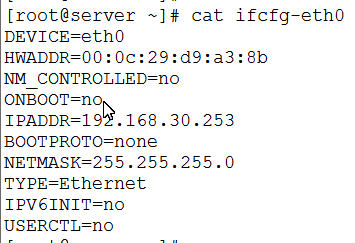 [root@server ~]# cat ifcfg-eth0
DEVICE=eth0
HWADDR=00:0c:29:d9:a3:8b
NM_CONTROLLED=no
ONBOOT=no
IPADDR=192.168.30.253
BOOTPROTO=none
NETMASK=255.255.255.0
TYPE=Ethernet
IPV6INIT=no
USERCTL=no